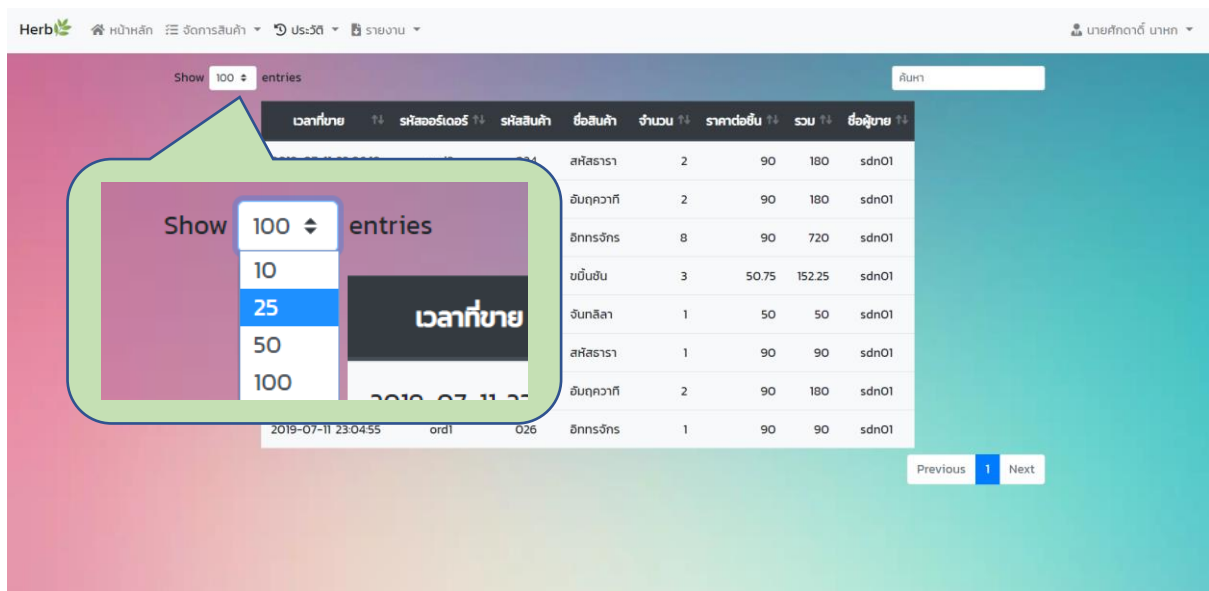 Herb หน้าหลัก จัดการสินค้า ประวัติ รายงาน นายศักดาดิ์ นาหก
Show 100 entries ค้นหา
เวลาที่ขาย รหัสออร์เดอร์ รหัสสินค้า ชื่อสินค้า จำนวน ราคาต่อชิ้น รวม ชื่อผู้ขาย
สหัสธารา 2 90 180 sdn01
อัมฤควาที 2 90 180 sdn01
อิทธรจักร 8 90 720 sdn01
ขมิ้นชัน 3 50.75 152.25 sdn01
จันทลีลา 1 50 50 sdn01
สหัสธารา 1 90 90 sdn01
อัมฤควาที 2 90 180 sdn01
2019-07-11 23:04:55 ord1 026 อิทธรจักร 1 90 90 sdn01
Show 100 entries
10
25
50
100
เวลาที่ขาย
Previous 1 Next